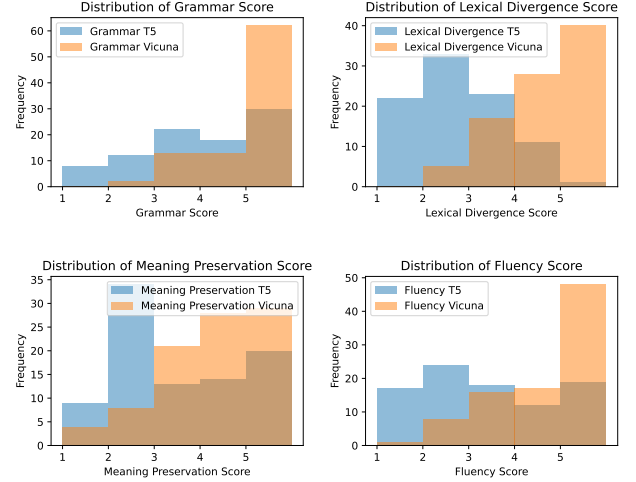 Distribution of Grammar Score
Grammar T5
Grammar Vicuna
Frequency
60
50
40
30
20
10
0
1 2 3 4 5
Grammar Score
Distribution of Lexical Divergence Score
Lexical Divergence T5
Lexical Divergence Vicuna
Frequency
40
30
20
10
0
1 2 3 4 5
Lexical Divergence Score
Distribution of Meaning Preservation Score
Meaning Preservation T5
Meaning Preservation Vicuna
Frequency
35
30
25
20
15
10
5
0
1 2 3 4 5
Meaning Preservation Score
Distribution of Fluency Score
Fluency T5
Fluency Vicuna
Frequency
50
40
30
20
10
0
1 2 3 4 5
Fluency Score